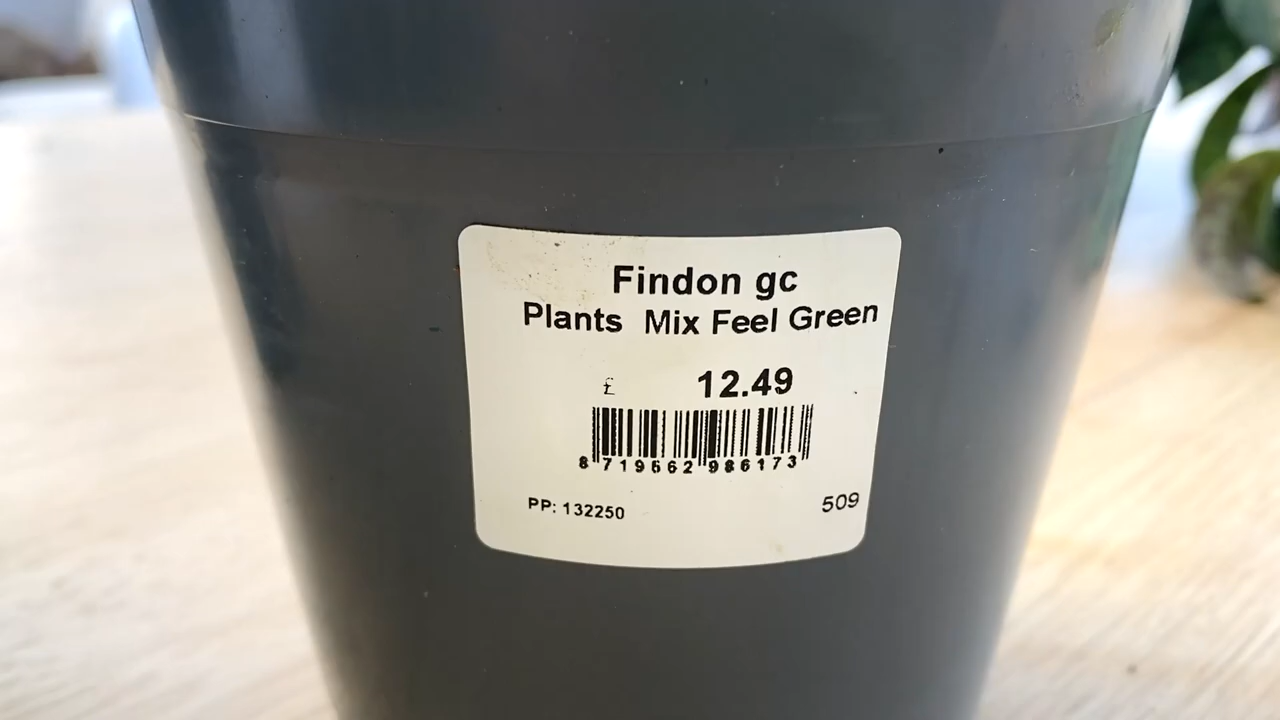 Findon gc
Plants Mix Feel Green
£ 12.49
8 719562 986173
PP: 132250 509